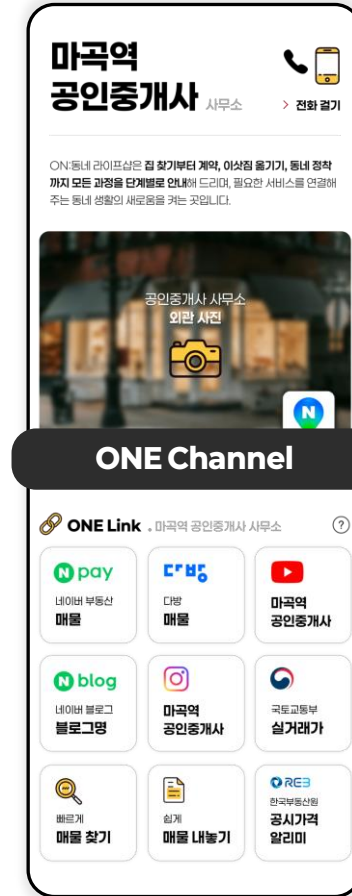 마곡역
공인중개사 사무소
> 전화 걸기
ON:동네 라이프샵은 집 찾기부터 계약, 이삿짐 옮기기, 동네 정착
까지 모든 과정을 단계별로 안내해 드리며, 필요한 서비스를 연결해
주는 동네 생활의 새로움을 켜는 곳입니다.
공인중개사 사무소
외관 사진
N
ONE Channel
ONE Link . 마곡역 공인중개사 사무소 ?
N pay
네이버 부동산
매물
다방
다방
매물
마곡역
공인중개사
N blog
네이버 블로그
블로그명
마곡역
공인중개사
국토교통부
실거래가
빠르게
매물 찾기
쉽게
매물 내놓기
REB
한국부동산원
공시가격
알리미